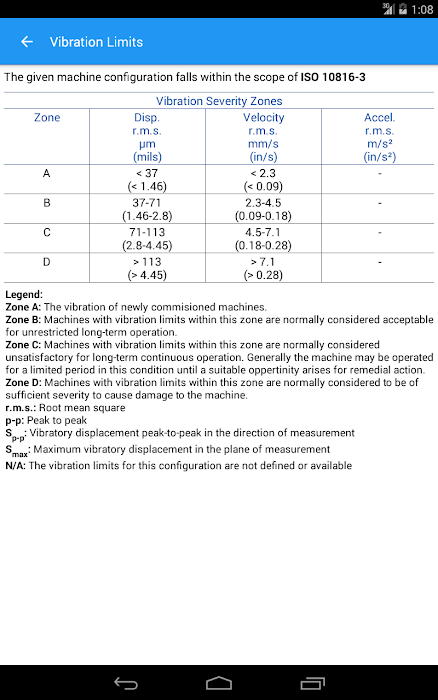 3G 1:08
Vibration Limits
The given machine configuration falls within the scope of ISO 10816-3
Vibration Severity Zones
Zone Disp. Velocity Accel.
r.m.s. r.m.s. r.m.s.
µm mm/s m/s²
(mils) (in/s) (in/s²)
A < 37 < 2.3 -
(< 1.46) (< 0.09)
B 37-71 2.3-4.5 -
(1.46-2.8) (0.09-0.18)
C 71-113 4.5-7.1 -
(2.8-4.45) (0.18-0.28)
D > 113 > 7.1 -
(> 4.45) (> 0.28)
Legend:
Zone A: The vibration of newly commisioned machines.
Zone B: Machines with vibration limits within this zone are normally considered acceptable
for unrestricted long-term operation.
Zone C: Machines with vibration limits within this zone are normally considered
unsatisfactory for long-term continuous operation. Generally the machine may be operated
for a limited period in this condition until a suitable oppertinity arises for remedial action.
Zone D: Machines with vibration limits within this zone are normally considered to be of
sufficient severity to cause damage to the machine.
r.m.s.: Root mean square
p-p: Peak to peak
Sp-p: Vibratory displacement peak-to-peak in the direction of measurement
Smax: Maximum vibratory displacement in the plane of measurement
N/A: The vibration limits for this configuration are not defined or available